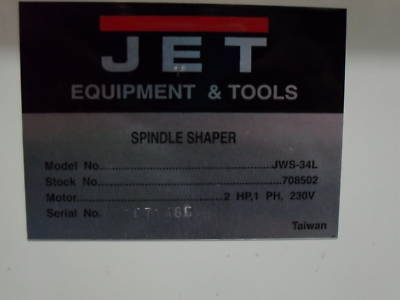 JET
EQUIPMENT & TOOLS
SPINDLE SHAPER
Model No. JWS-34L
Stock No. 708502
Motor 2 HP,1 PH, 230V
Serial No.
Taiwan